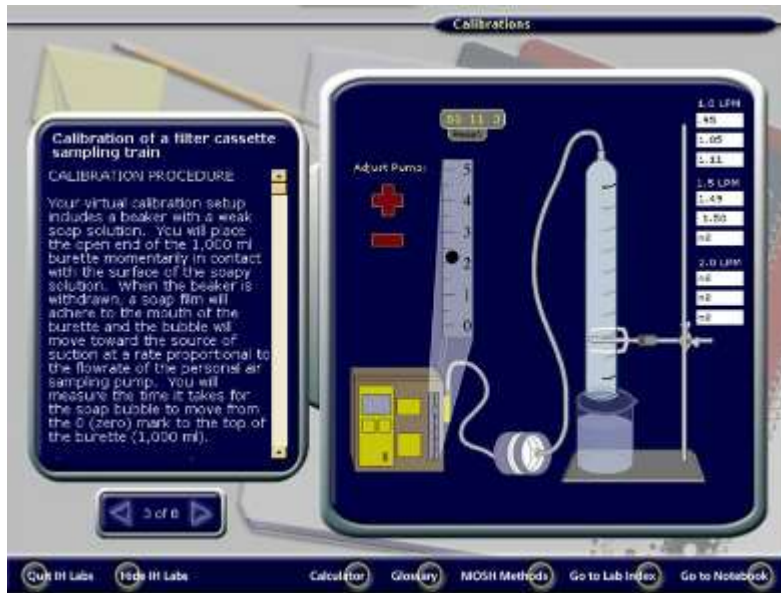 Calibrations
Calibration of a filter cassette
sampling train
CALIBRATION PROCEDURE
Your virtual calibration setup
includes a beaker with a weak
soap solution. You will place
the open end of the 1,000 ml
burette momentarily in contact
with the surface of the soapy
solution. When the beaker is
withdrawn, a soap film will
adhere to the mouth of the
burette and the bubble will
move toward the source of
suction at a rate proportional to
the flowrate of the personal air
sampling pump. You will
measure the time it takes for
the soap bubble to move from
the 0 (zero) mark to the top of
the burette (1,000 ml).
3 of 8
Adjust Pump:
5
4
3
2
1
0
1.0 LPM
.95
1.05
1.11
1.5 LPM
1.49
1.50
2.0 LPM
Quit IH Labs
Hide IH Labs
Calculator
Glossary
NIOSH Methods
Go to Lab Index
Go to Notebook